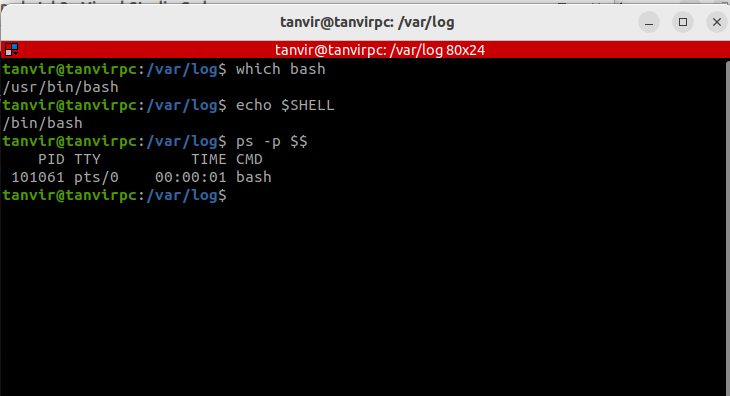 tanvir@tanvirpc: /var/log
tanvir@tanvirpc: /var/log 80x24
tanvir@tanvirpc:/var/log$ which bash
/usr/bin/bash
tanvir@tanvirpc:/var/log$ echo $SHELL
/bin/bash
tanvir@tanvirpc:/var/log$ ps -p $$
    PID TTY          TIME CMD
 101061 pts/0    00:00:01 bash
tanvir@tanvirpc:/var/log$